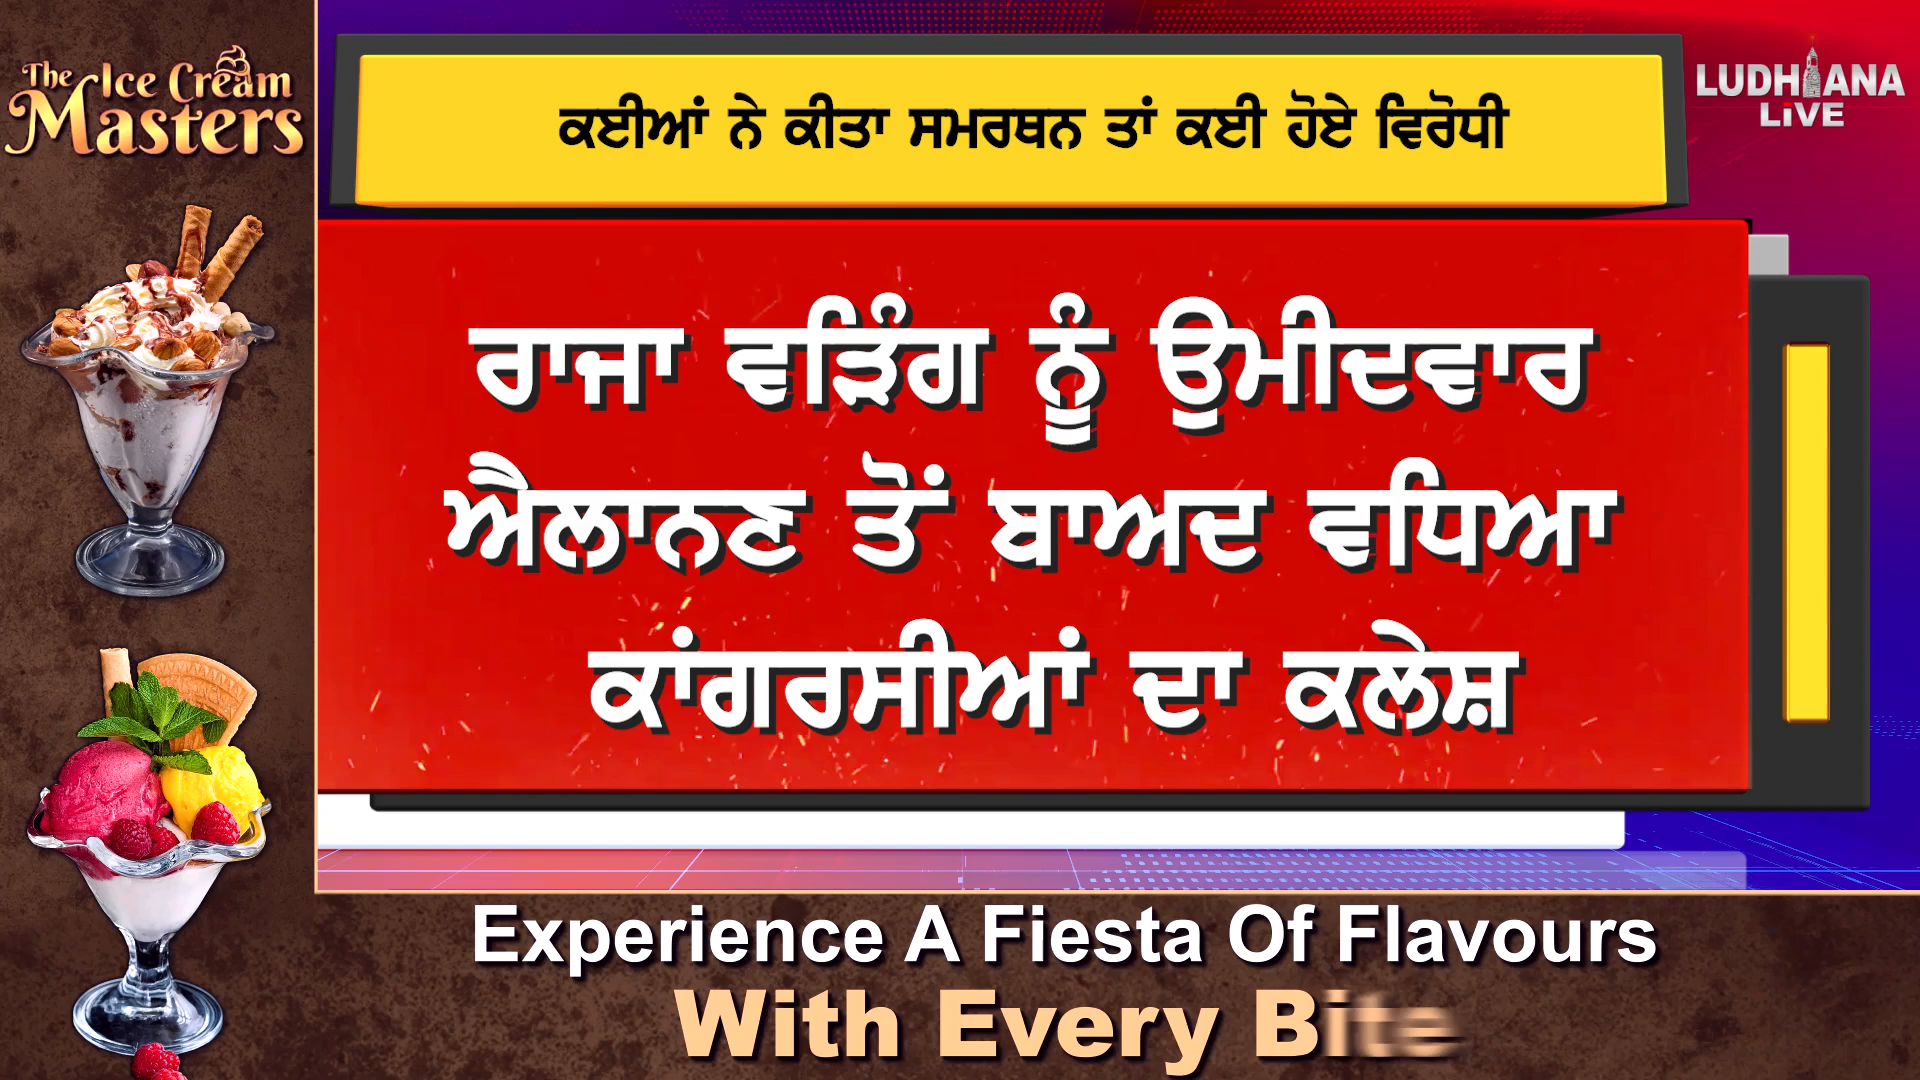 The Ice Cream
Masters
ਕਈਆਂ ਨੇ ਕੀਤਾ ਸਮਰਥਨ ਤਾਂ ਕਈ ਹੋਏ ਵਿਰੋਧੀ
LUDHIANA
LiVE
ਰਾਜਾ ਵੜਿੰਗ ਨੂੰ ਉਮੀਦਵਾਰ
ਐਲਾਨਣ ਤੋਂ ਬਾਅਦ ਵਧਿਆ
ਕਾਂਗਰਸੀਆਂ ਦਾ ਕਲੇਸ਼
Experience A Fiesta Of Flavours
With Every Bite